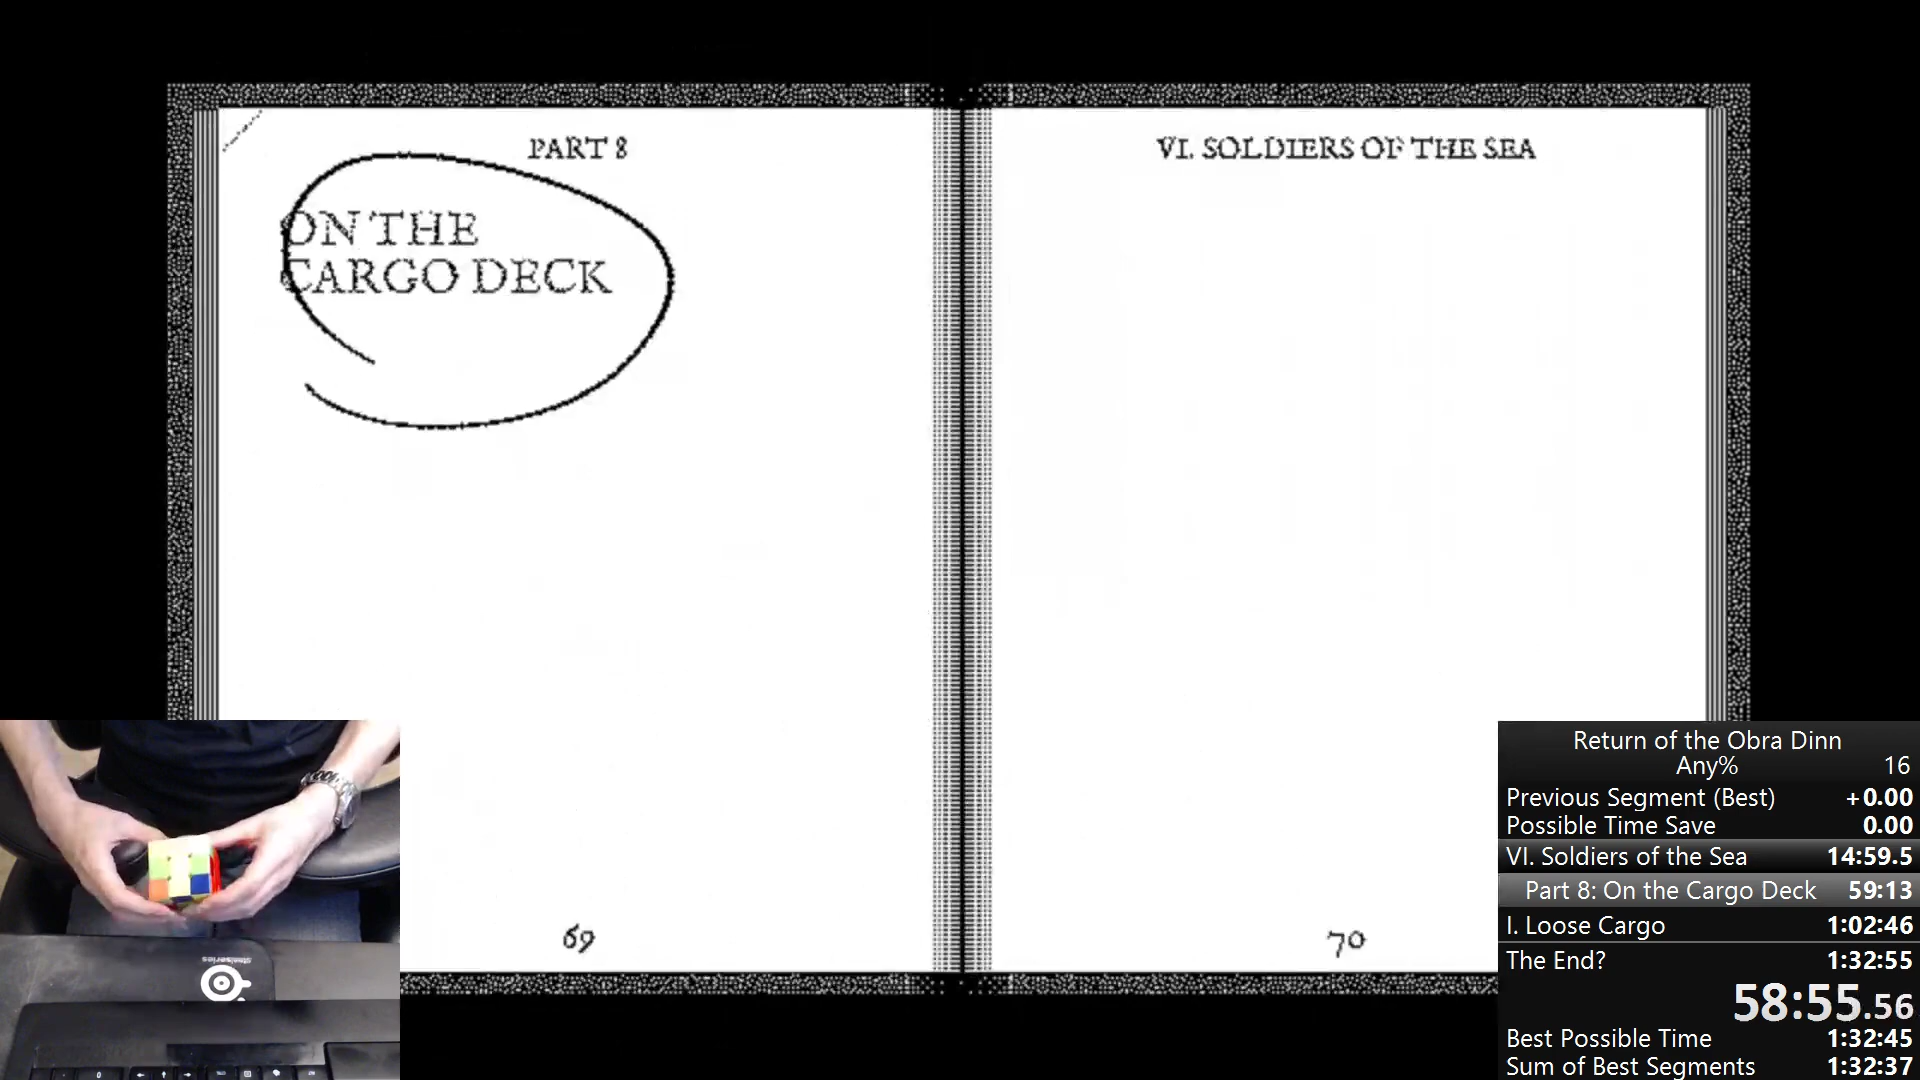 PART 8
ON THE
CARGO DECK
69
VI. SOLDIERS OF THE SEA
70
steelseries
Return of the Obra Dinn
Any% 16
Previous Segment (Best) +0.00
Possible Time Save 0.00
VI. Soldiers of the Sea 14:59.5
Part 8: On the Cargo Deck 59:13
I. Loose Cargo 1:02:46
The End? 1:32:55
58:55.56
Best Possible Time 1:32:45
Sum of Best Segments 1:32:37